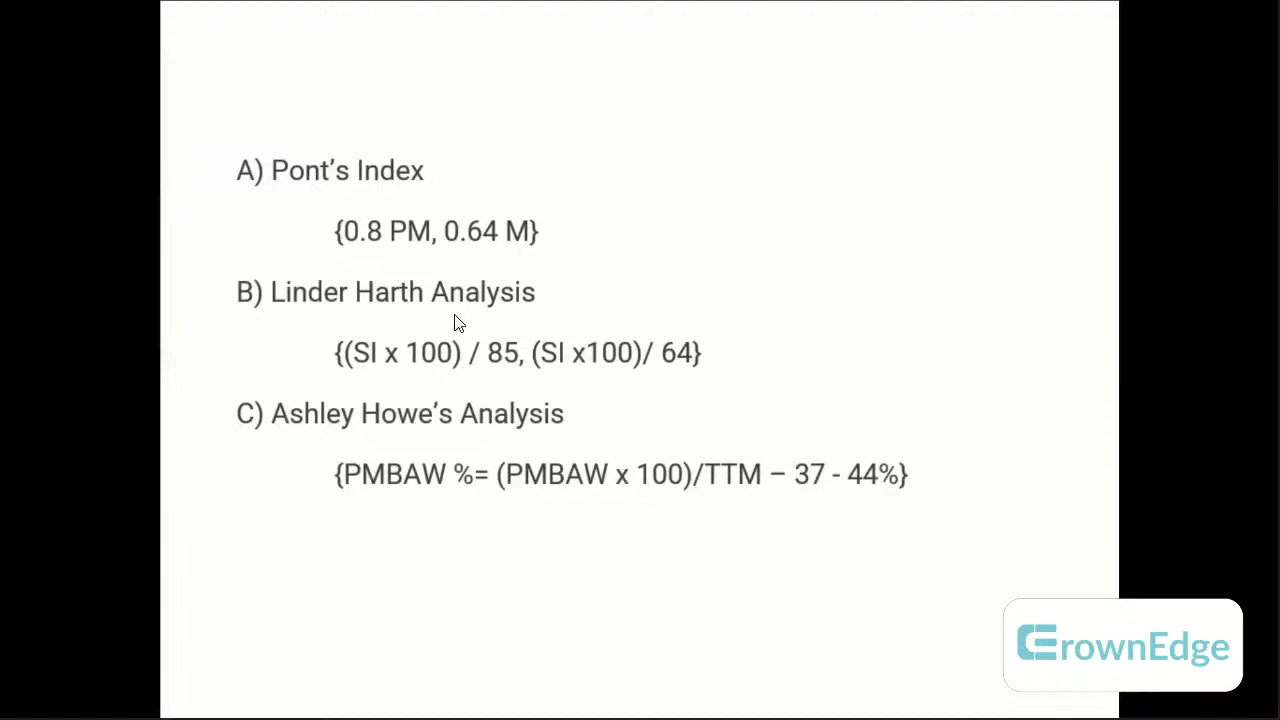 A) Pont’s Index
{0.8 PM, 0.64 M}
B) Linder Harth Analysis
{(SI x 100) / 85, (SI x100)/ 64}
C) Ashley Howe’s Analysis
{PMBAW %= (PMBAW x 100)/TTM – 37 - 44%}
CrownEdge